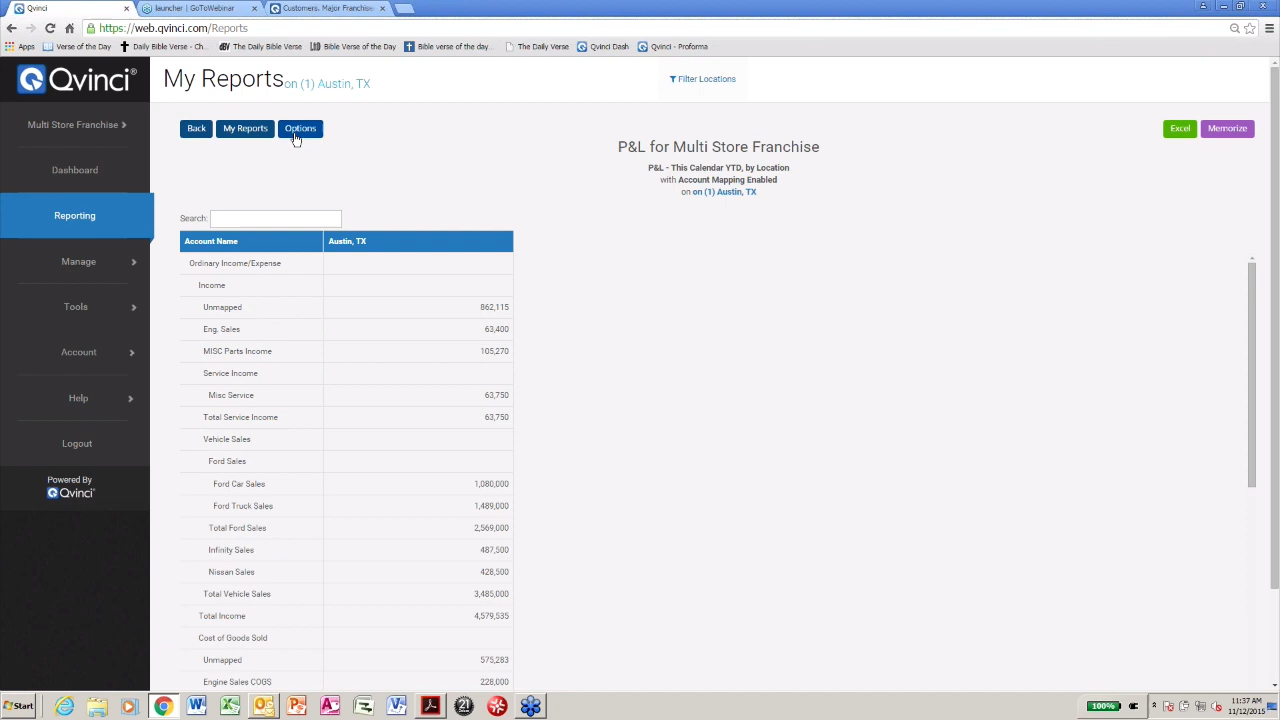 Qvinci
launcher | GoToWebinar
Customers. Major Franchise
https://web.qvinci.com/Reports
Apps
Verse of the Day
Daily Bible Verse - Ch...
The Daily Bible Verse
Bible Verse of the Day
Bible verse of the day...
The Daily Verse
Qvinci Dash
Qvinci - Proforma
Qvinci®
My Reports on (1) Austin, TX
Filter Locations
Multi Store Franchise
Dashboard
Reporting
Manage
Tools
Account
Help
Logout
Powered By
Qvinci
Back
My Reports
Options
Excel
Memorize
P&L for Multi Store Franchise
P&L - This Calendar YTD, by Location
with Account Mapping Enabled
on on (1) Austin, TX
Search:
Account Name Austin, TX
Ordinary Income/Expense
Income
Unmapped 862,115
Eng. Sales 63,400
MISC Parts Income 105,270
Service Income
Misc Service 63,750
Total Service Income 63,750
Vehicle Sales
Ford Sales
Ford Car Sales 1,080,000
Ford Truck Sales 1,489,000
Total Ford Sales 2,569,000
Infinity Sales 487,500
Nissan Sales 428,500
Total Vehicle Sales 3,485,000
Total Income 4,579,535
Cost of Goods Sold
Unmapped 575,283
Engine Sales COGS 228,000
Start
100%
11:37 AM
11/12/2015